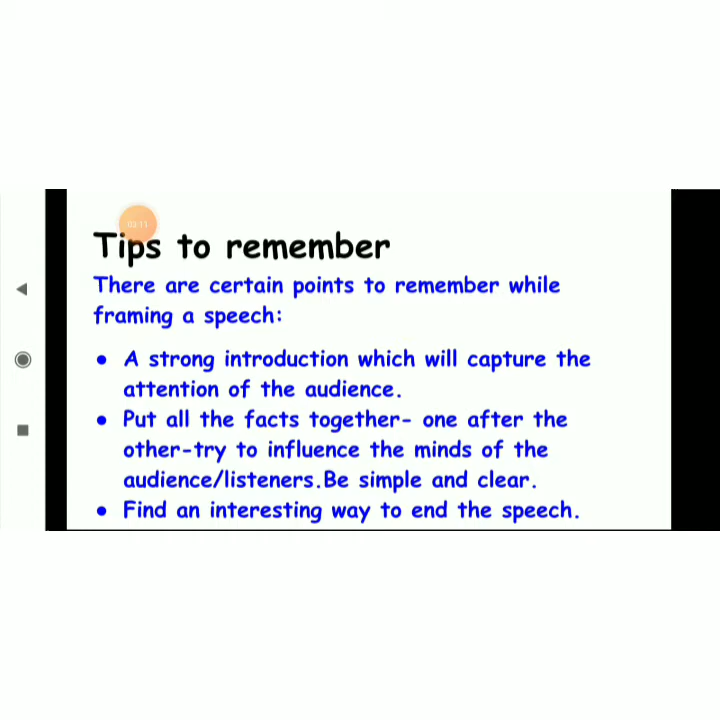 02:11
Tips to remember
There are certain points to remember while
framing a speech:
● A strong introduction which will capture the
attention of the audience.
● Put all the facts together- one after the
other-try to influence the minds of the
audience/listeners.Be simple and clear.
● Find an interesting way to end the speech.